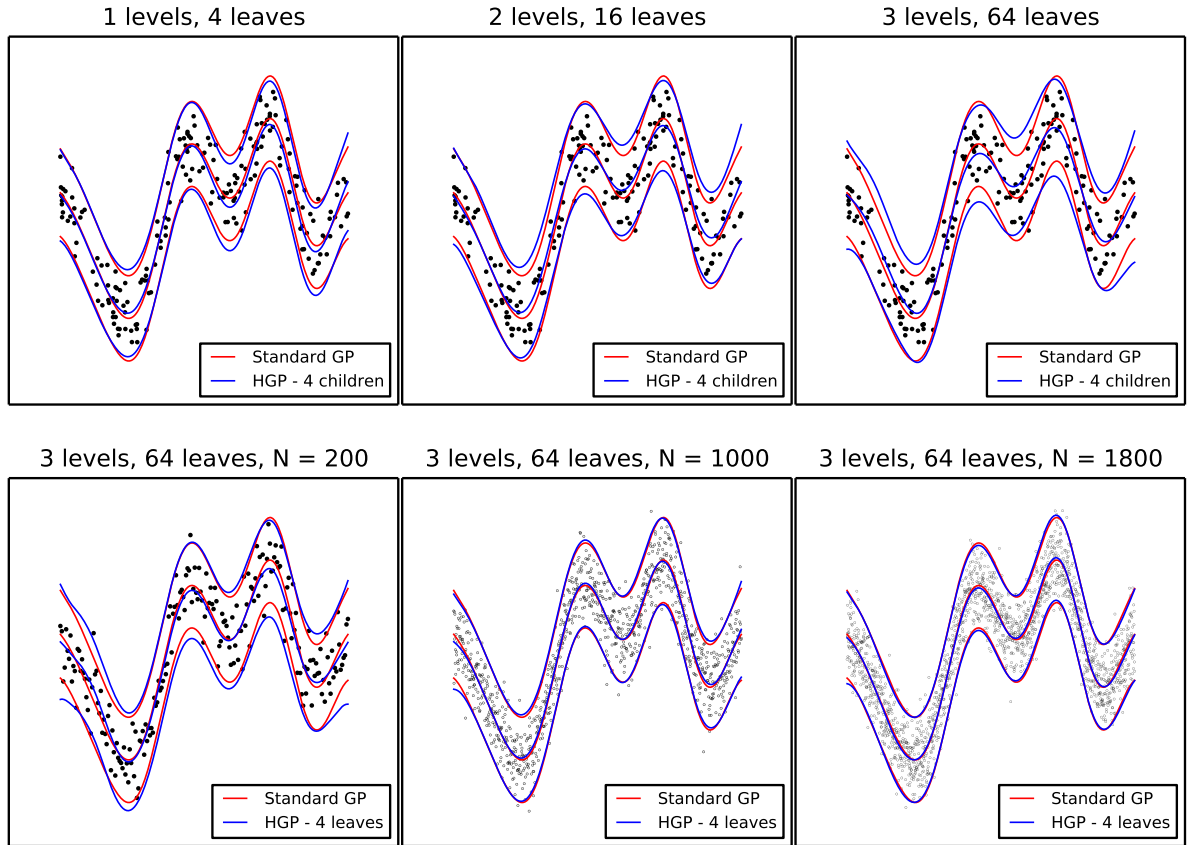 1 levels, 4 leaves
2 levels, 16 leaves
3 levels, 64 leaves
Standard GP
HGP - 4 children
Standard GP
HGP - 4 children
Standard GP
HGP - 4 children
3 levels, 64 leaves, N = 200
3 levels, 64 leaves, N = 1000
3 levels, 64 leaves, N = 1800
Standard GP
HGP - 4 leaves
Standard GP
HGP - 4 leaves
Standard GP
HGP - 4 leaves